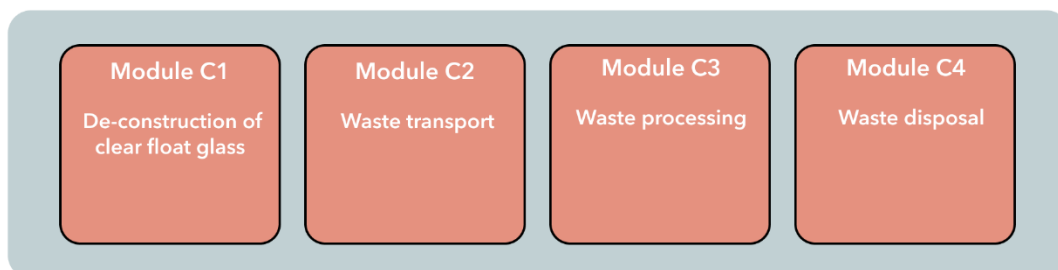 Module C1
De-construction of
clear float glass
Module C2
Waste transport
Module C3
Waste processing
Module C4
Waste disposal